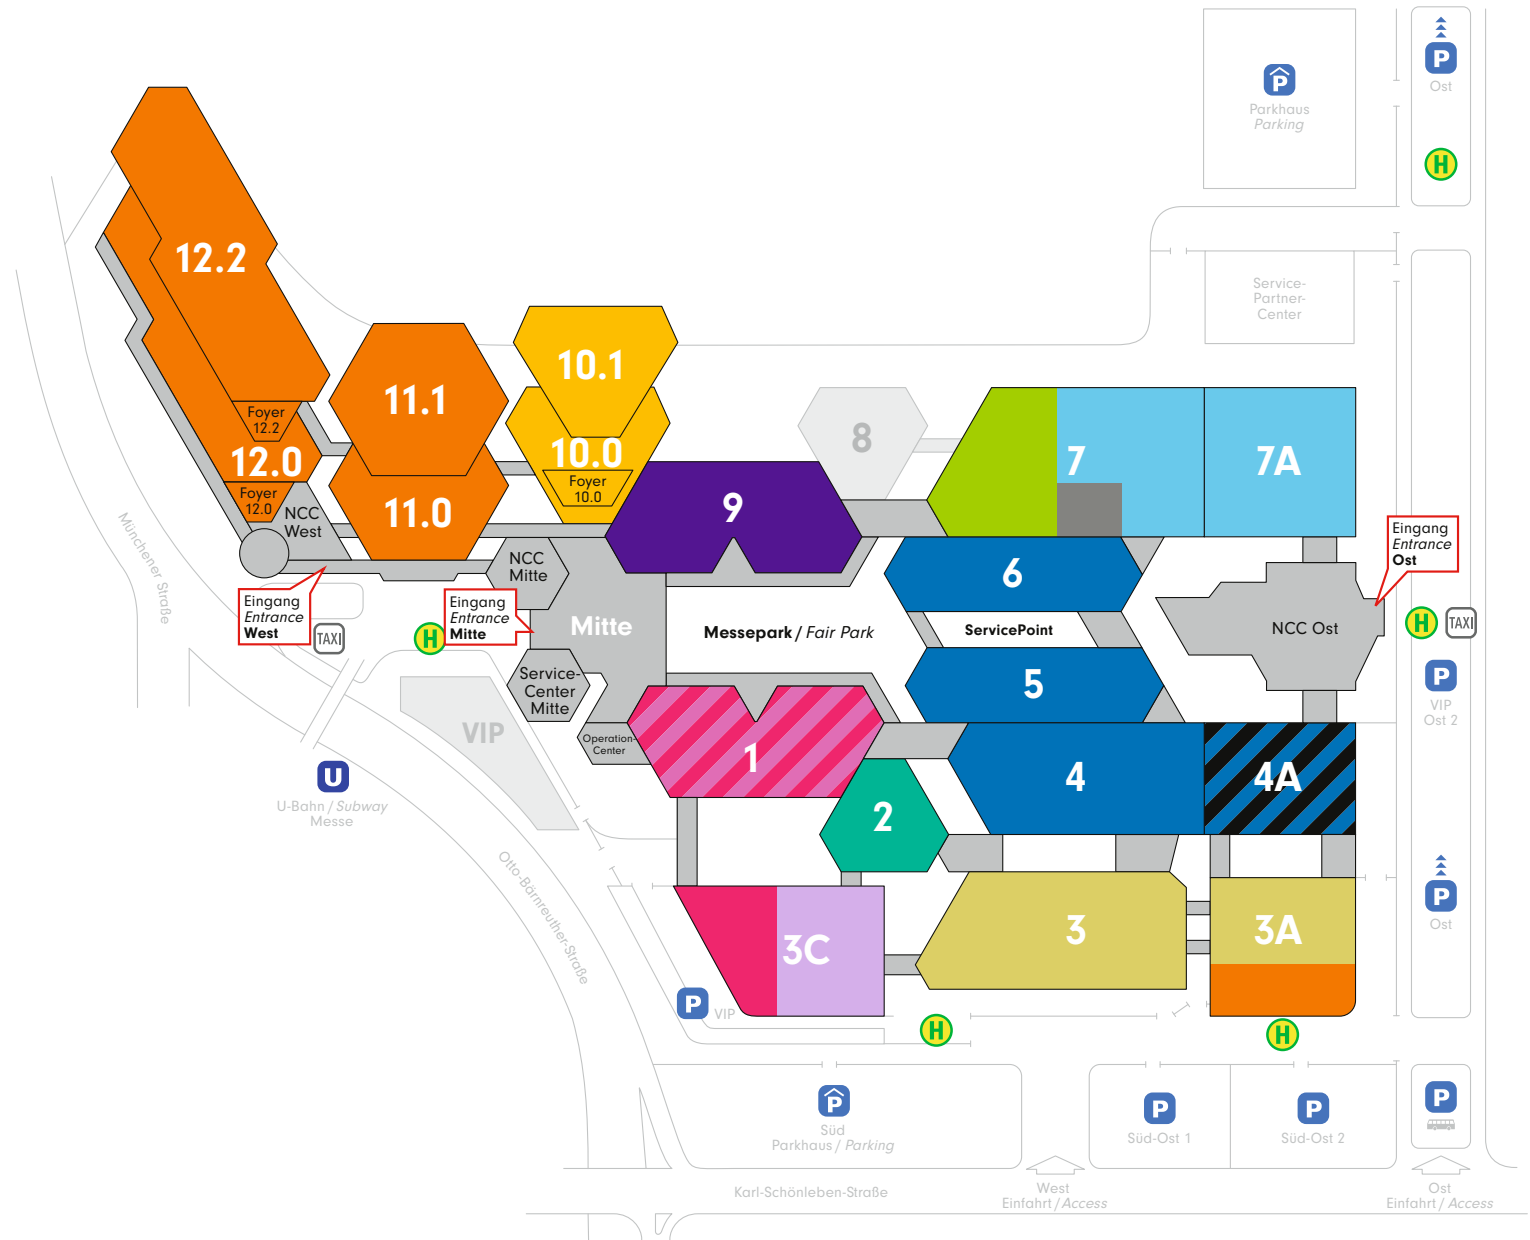 P
Ost
P
Parkhaus
Parking
H
Service-
Partner-
Center
12.2
11.1
10.1
Foyer
12.2
12.0
10.0
Foyer
10.0
8
7
7A
Foyer
12.0
NCC
West
11.0
9
Eingang
Entrance
Ost
NCC
Mitte
6
Münchener Straße
Eingang
Entrance
West
TAXI
H
Eingang
Entrance
Mitte
Mitte
Messepark / Fair Park
ServicePoint
NCC Ost
H
TAXI
Service-
Center
Mitte
5
P
VIP
Ost 2
VIP
Operation-
Center
1
4
4A
U
U-Bahn / Subway
Messe
2
Otto-Bärnreuther-Straße
3C
3
3A
P
Ost
P
VIP
H
H
P
Süd
Parkhaus / Parking
P
Süd-Ost 1
P
Süd-Ost 2
P
Karl-Schönleben-Straße
West
Einfahrt / Access
Ost
Einfahrt / Access